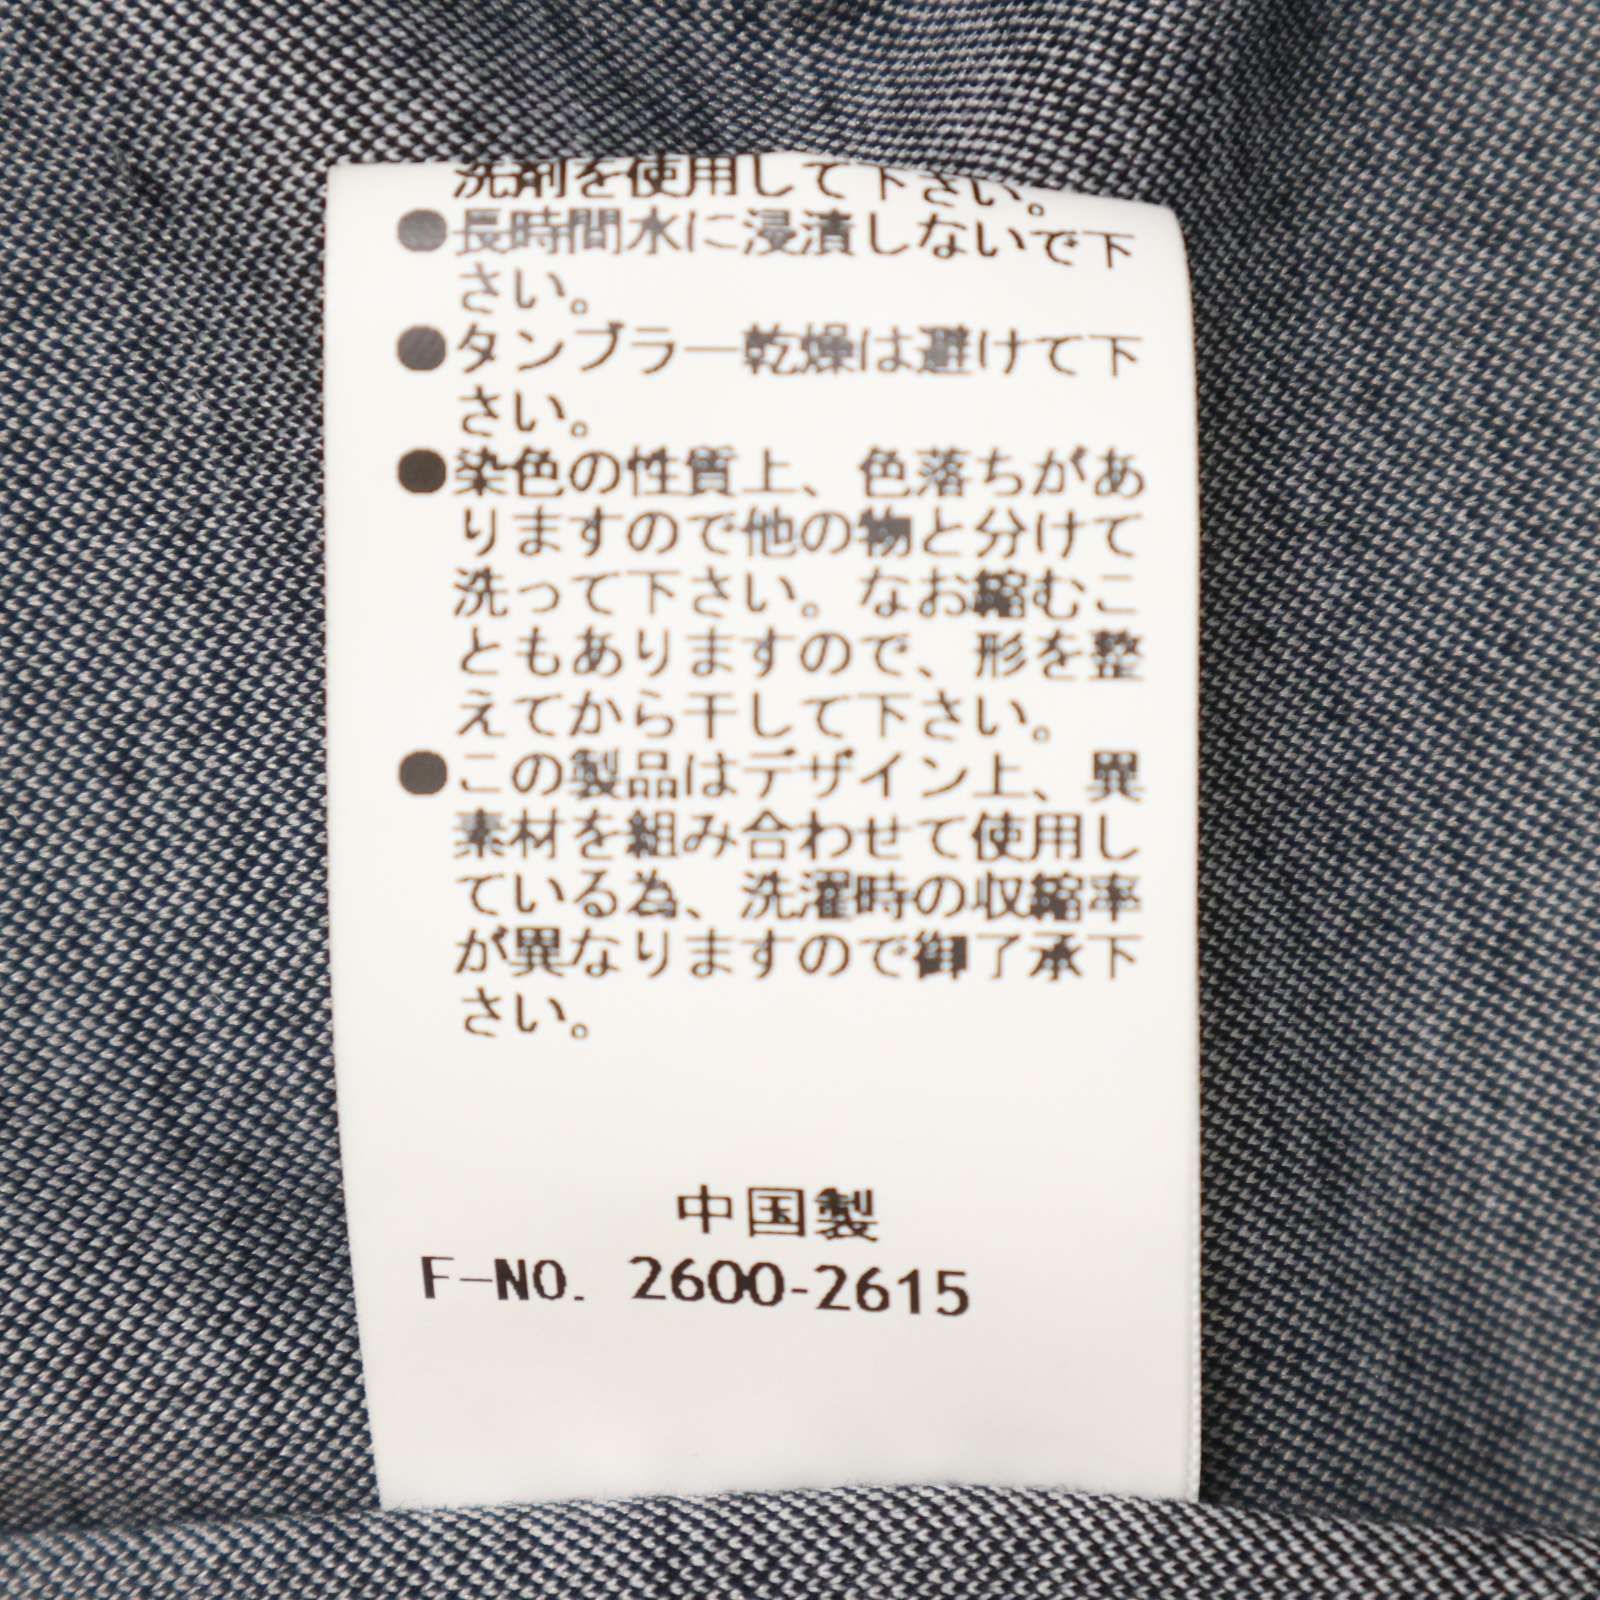 洗剤を使用して下さい。
●長時間水に浸漬しないで下
さい。
●タンブラー乾燥は避けて下
さい。
●染色の性質上、色落ちがあ
りますので他の物と分けて
洗って下さい。なお縮むこ
ともありますので、形を整
えてから干して下さい。
●この製品はデザイン上、異
素材を組み合わせて使用し
ている為、洗濯時の収縮率
が異なりますので御了承下
さい。
中国製
F-NO. 2600-2615